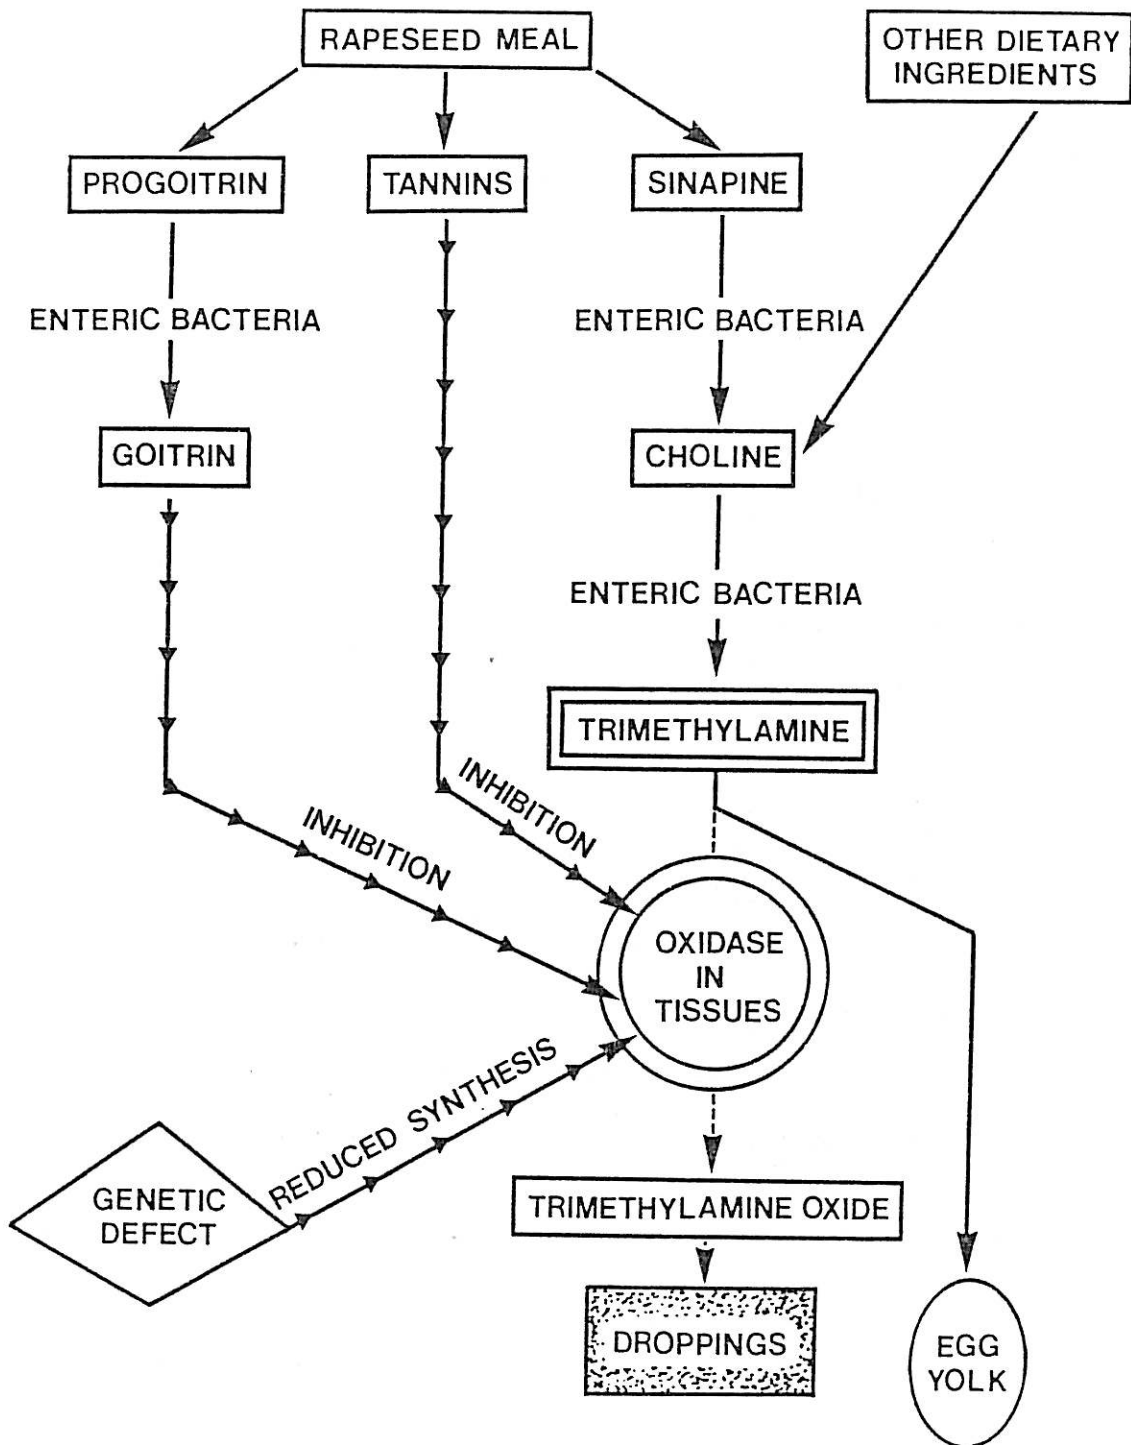 RAPESEED MEAL
OTHER DIETARY
INGREDIENTS
PROGOITRIN
TANNINS
SINAPINE
ENTERIC BACTERIA
ENTERIC BACTERIA
GOITRIN
CHOLINE
ENTERIC BACTERIA
TRIMETHYLAMINE
INHIBITION
INHIBITION
OXIDASE
IN
TISSUES
REDUCED SYNTHESIS
GENETIC
DEFECT
TRIMETHYLAMINE OXIDE
DROPPINGS
EGG
YOLK